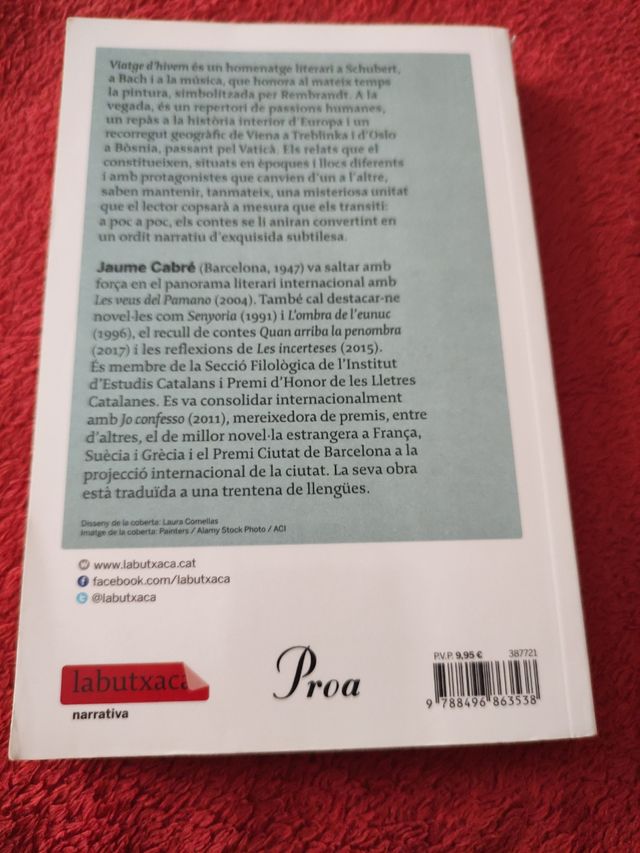 Viatge d'hivern és un homenatge literari a Schubert,
a Bach i a la música, que honora al mateix temps
la pintura, simbolitzada per Rembrandt. A la
vegada, és un repertori de passions humanes,
un repàs a la història interior d'Europa i un
recorregut geogràfic de Viena a Treblinka i d'Oslo
a Bòsnia, passant pel Vaticà. Els relats que el
constitueixen, situats en èpoques i llocs diferents
i amb protagonistes que canvien d'un a l'altre,
saben mantenir, tanmateix, una misteriosa unitat
que el lector copsarà a mesura que els transiti:
a poc a poc, els contes se li aniran convertint en
un ordit narratiu d'exquisida subtilesa.
Jaume Cabré (Barcelona, 1947) va saltar amb
força en el panorama literari internacional amb
Les veus del Pamano (2004). També cal destacar-ne
novel·les com Senyoria (1991) i L'ombra de l'eunuc
(1996), el recull de contes Quan arriba la penombra
(2017) i les reflexions de Les incerteses (2015).
És membre de la Secció Filològica de l'Institut
d'Estudis Catalans i Premi d'Honor de les Lletres
Catalanes. Es va consolidar internacionalment
amb Jo confesso (2011), mereixedora de premis, entre
d'altres, el de millor novel·la estrangera a França,
Suècia i Grècia i el Premi Ciutat de Barcelona a la
projecció internacional de la ciutat. La seva obra
està traduïda a una trentena de llengües.
Disseny de la coberta: Laura Comellas
Imatge de la coberta: Painters / Alamy Stock Photo / ACI
www.labutxaca.cat
facebook.com/labutxaca
@labutxaca
labutxaca
narrativa
Proa
P.V.P. 9,95 € 387721
9 788496 863538